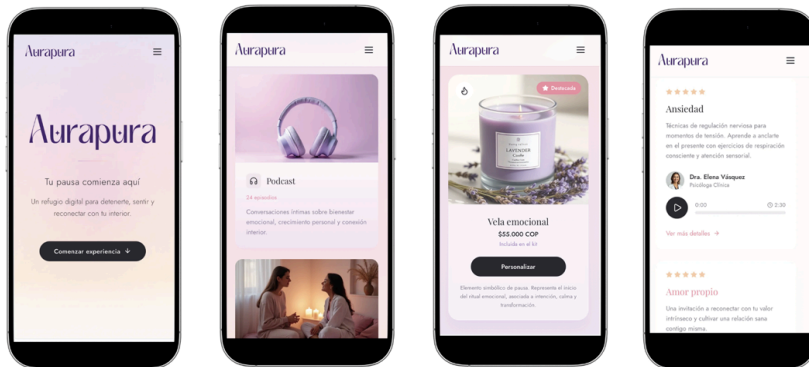 Aurapura
Aurapura
Tu pausa comienza aquí
Un refugio digital para detenerte, sentir y
reconectar con tu interior.
Comenzar experiencia ↓
Aurapura
Podcast
24 episodios
Conversaciones íntimas sobre bienestar
emocional, crecimiento personal y conexión
interior.
Aurapura
Destacado
LAVENDER
Candle
Vela emocional
$55.000 COP
Incluida en el kit
Personalizar
Elemento simbólico de pausa. Representa el inicio
del ritual emocional, asociada a intención, calma y
transformación.
Aurapura
Ansiedad
Técnicas de regulación nerviosa para
momentos de tensión. Aprende a anclarte
en el presente con ejercicios de respiración
consciente y atención sensorial.
Dra. Elena Vásquez
Psicóloga Clínica
0:02
2:30
Ver más detalles →
Amor propio
Una invitación a reconectar con tu valor
intrínseco y cultivar una relación sana
contigo misma.